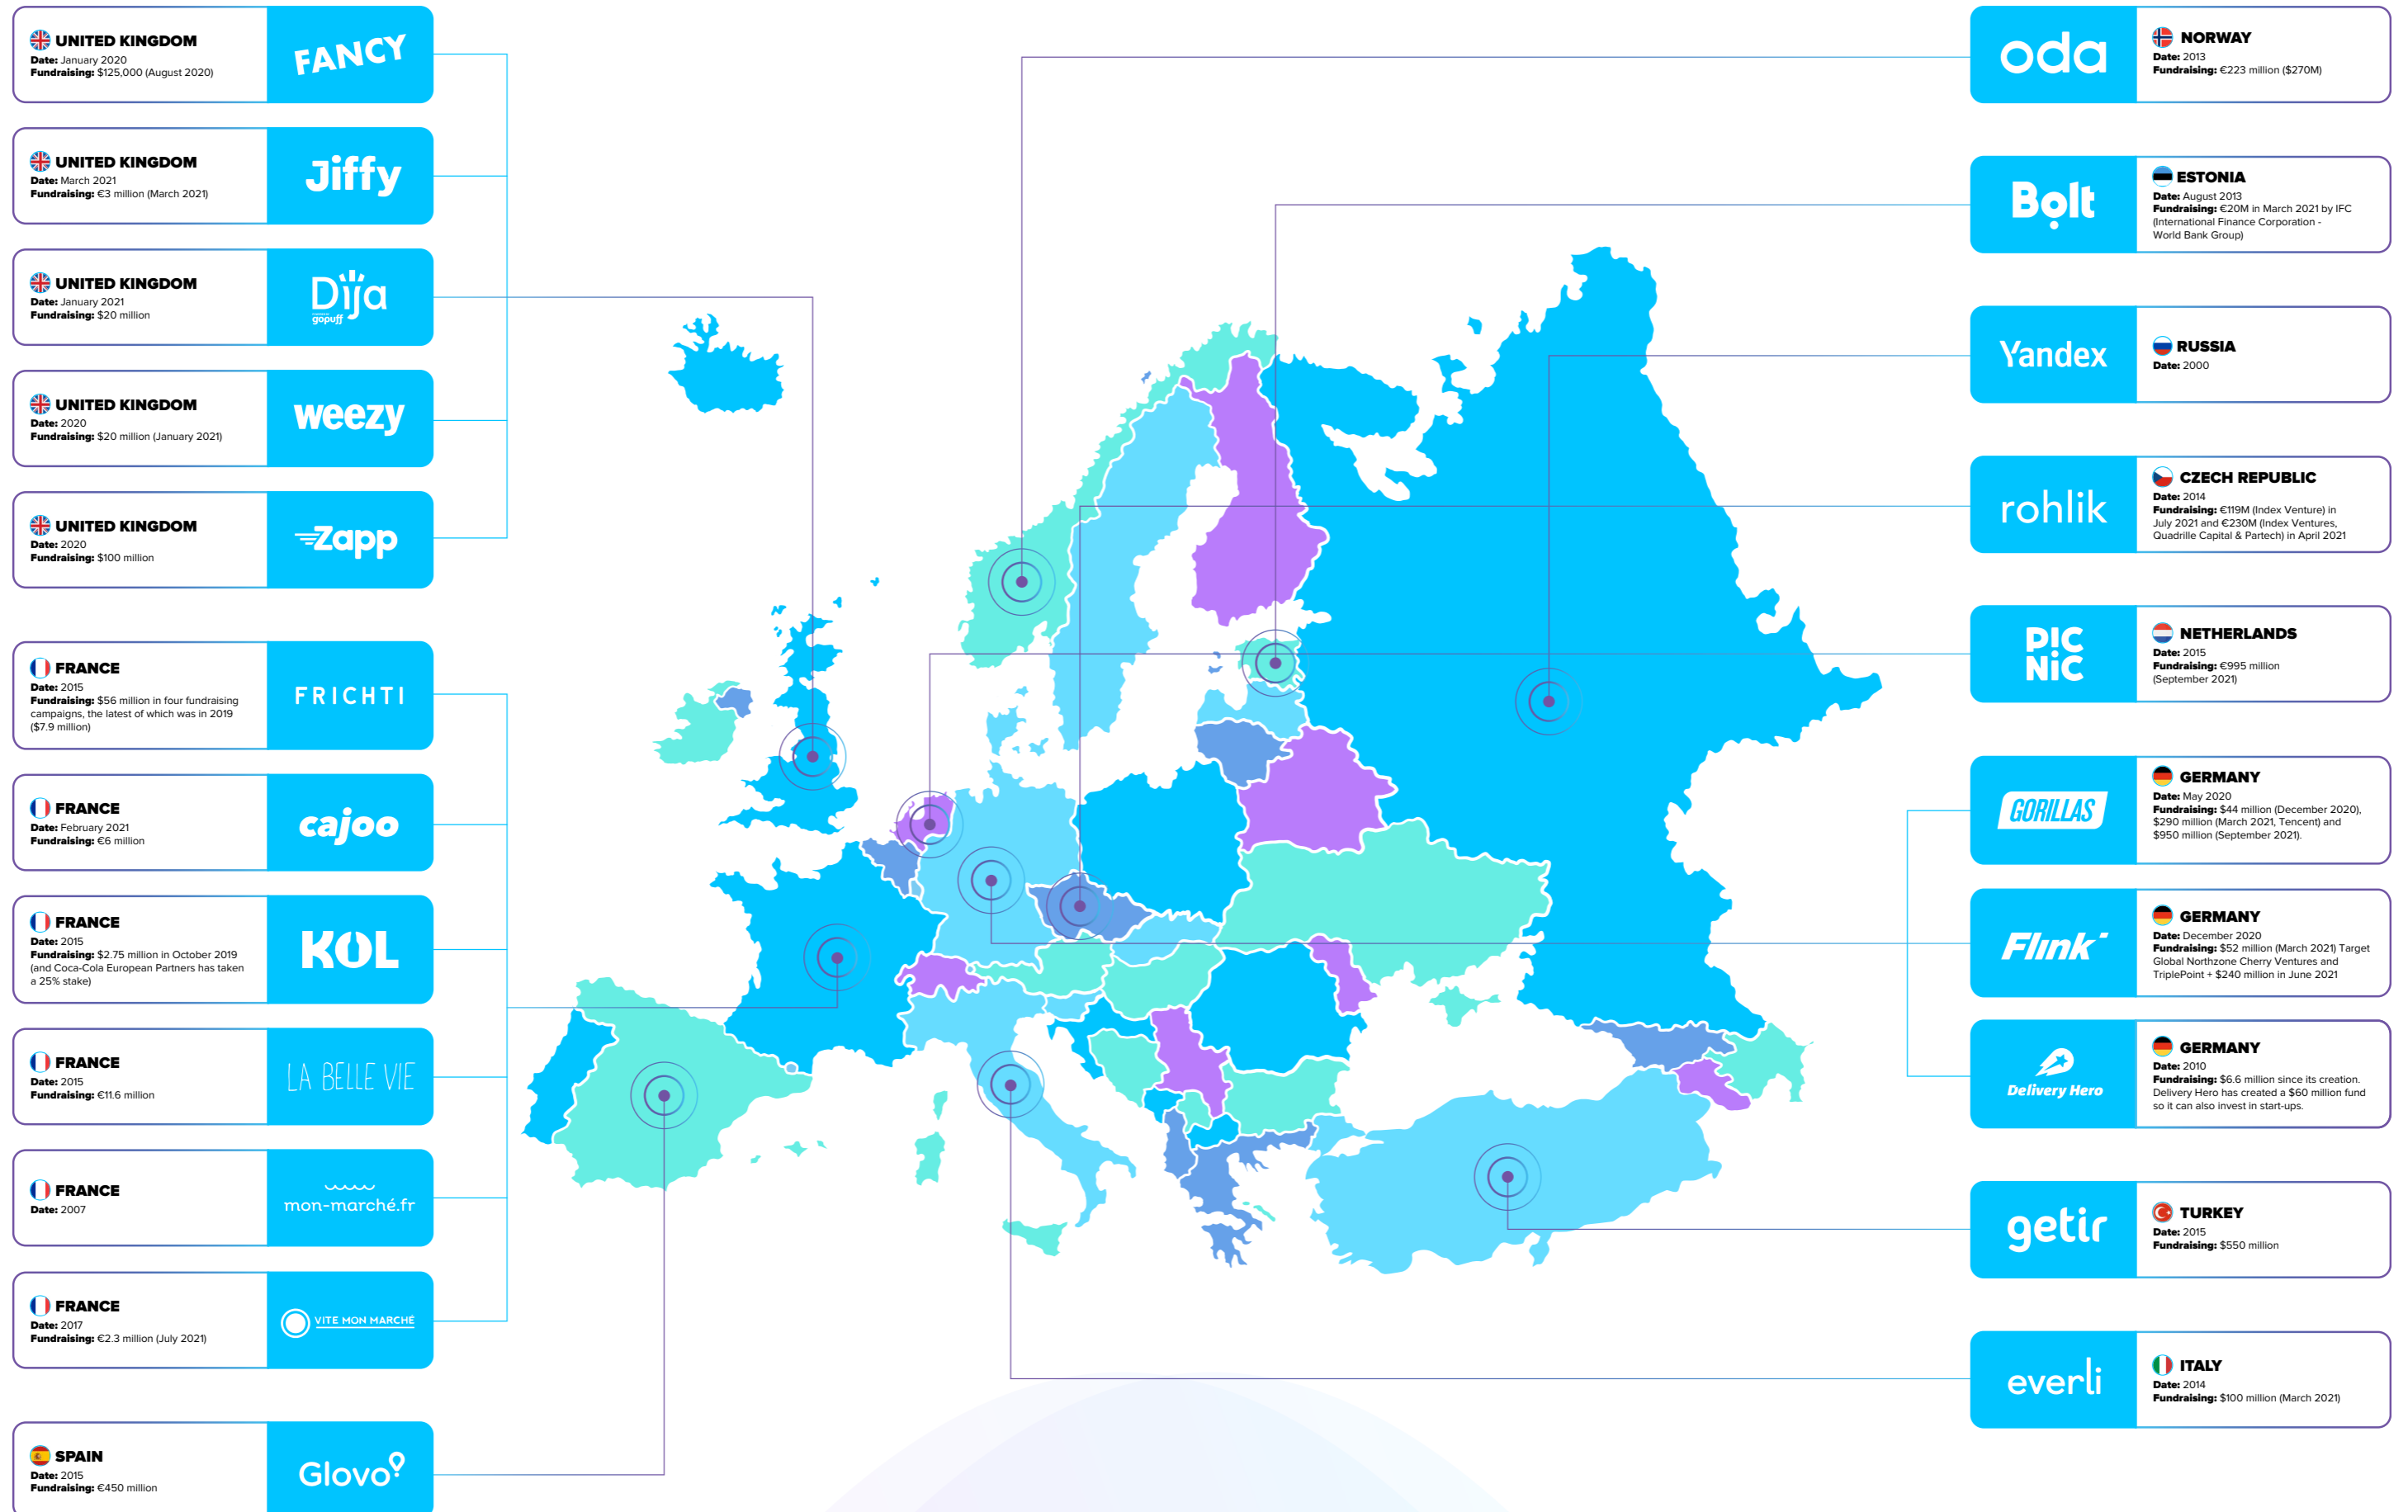 UNITED KINGDOM
Date: January 2020
Fundraising: $125,000 (August 2020)
FANCY
UNITED KINGDOM
Date: March 2021
Fundraising: €3 million (March 2021)
Jiffy
UNITED KINGDOM
Date: January 2021
Fundraising: $20 million
Dija
gopuff
UNITED KINGDOM
Date: 2020
Fundraising: $20 million (January 2021)
weezy
UNITED KINGDOM
Date: 2020
Fundraising: $100 million
Zapp
FRANCE
Date: 2015
Fundraising: $56 million in four fundraising
campaigns, the latest of which was in 2019
($7.9 million)
FRICHTI
FRANCE
Date: February 2021
Fundraising: €6 million
cajoo
FRANCE
Date: 2015
Fundraising: $2.75 million in October 2019
(and Coca-Cola European Partners has taken
a 25% stake)
KOL
FRANCE
Date: 2015
Fundraising: €11.6 million
LA BELLE VIE
FRANCE
Date: 2007
mon-marché.fr
FRANCE
Date: 2017
Fundraising: €2.3 million (July 2021)
VITE MON MARCHÉ
SPAIN
Date: 2015
Fundraising: €450 million
Glovo
oda
NORWAY
Date: 2013
Fundraising: €223 million ($270M)
Bolt
ESTONIA
Date: August 2013
Fundraising: €20M in March 2021 by IFC
(International Finance Corporation -
World Bank Group)
Yandex
RUSSIA
Date: 2000
rohlik
CZECH REPUBLIC
Date: 2014
Fundraising: €119M (Index Venture) in
July 2021 and €230M (Index Ventures,
Quadrille Capital & Partech) in April 2021
PIC
NIC
NETHERLANDS
Date: 2015
Fundraising: €995 million
(September 2021)
GORILLAS
GERMANY
Date: May 2020
Fundraising: $44 million (December 2020),
$290 million (March 2021, Tencent) and
$950 million (September 2021).
Flink
GERMANY
Date: December 2020
Fundraising: $52 million (March 2021) Target
Global Northzone Cherry Ventures and
TriplePoint + $240 million in June 2021
Delivery Hero
GERMANY
Date: 2010
Fundraising: $6.6 million since its creation.
Delivery Hero has created a $60 million fund
so it can also invest in start-ups.
getir
TURKEY
Date: 2015
Fundraising: $550 million
everli
ITALY
Date: 2014
Fundraising: $100 million (March 2021)